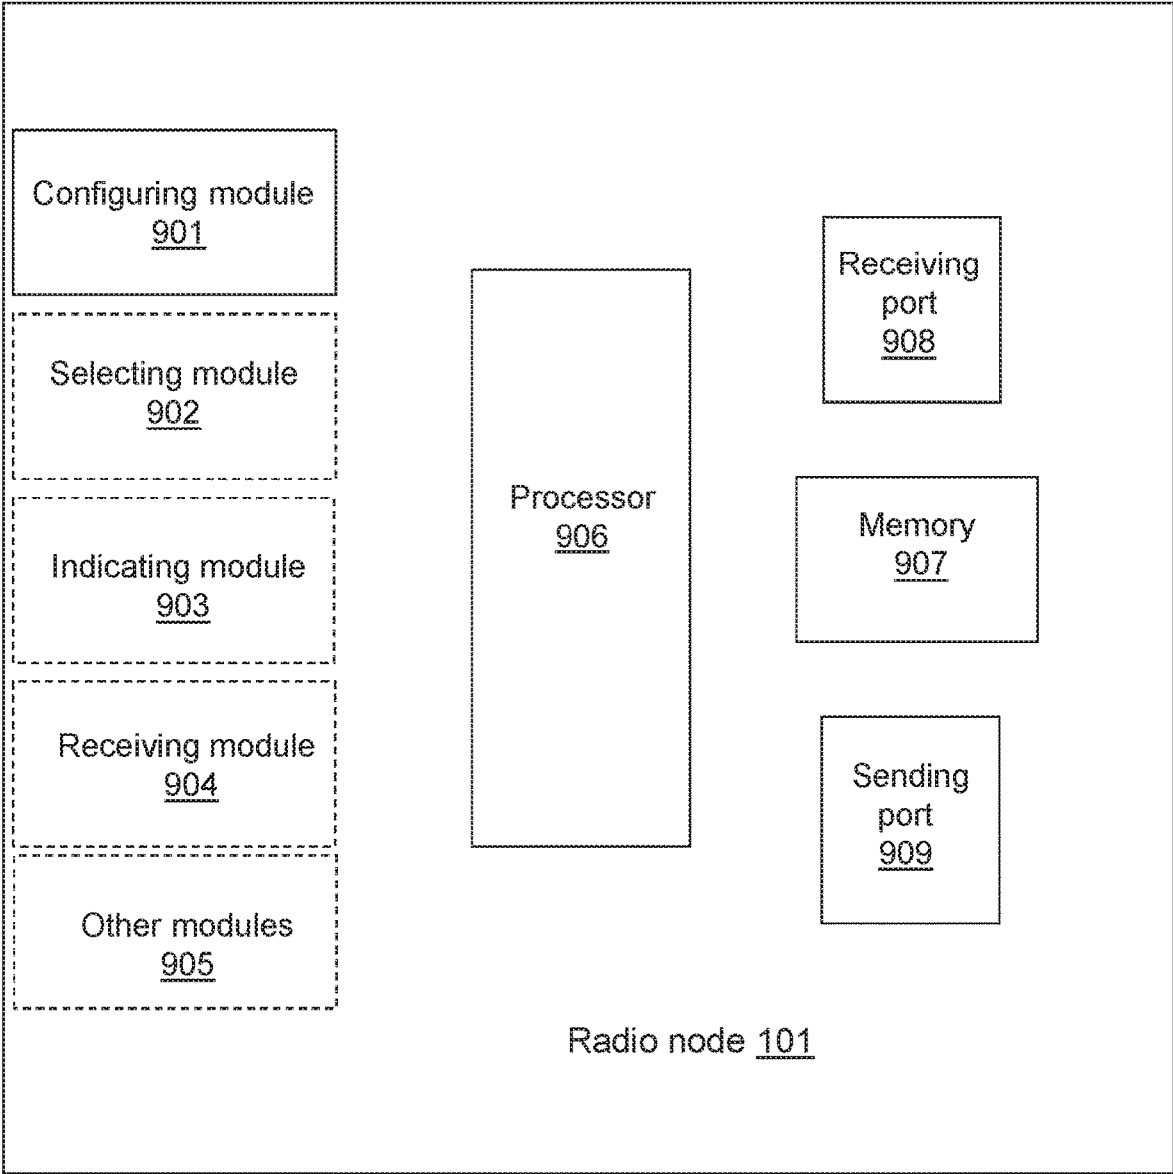 Configuring module
901
Selecting module
902
Indicating module
903
Receiving module
904
Other modules
905
Processor
906
Receiving
port
908
Memory
907
Sending
port
909
Radio node 101